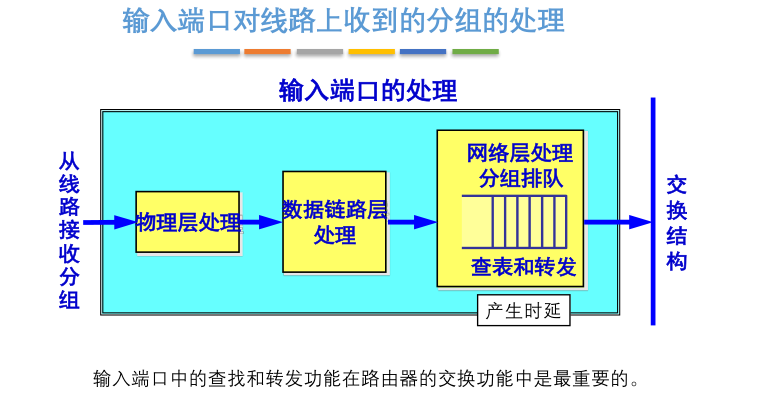 输入端口对线路上收到的分组的处理
输入端口的处理
从线路接收分组
物理层处理
数据链路层
处理
网络层处理
分组排队
查表和转发
交换结构
产生时延
输入端口中的查找和转发功能在路由器的交换功能中是最重要的。